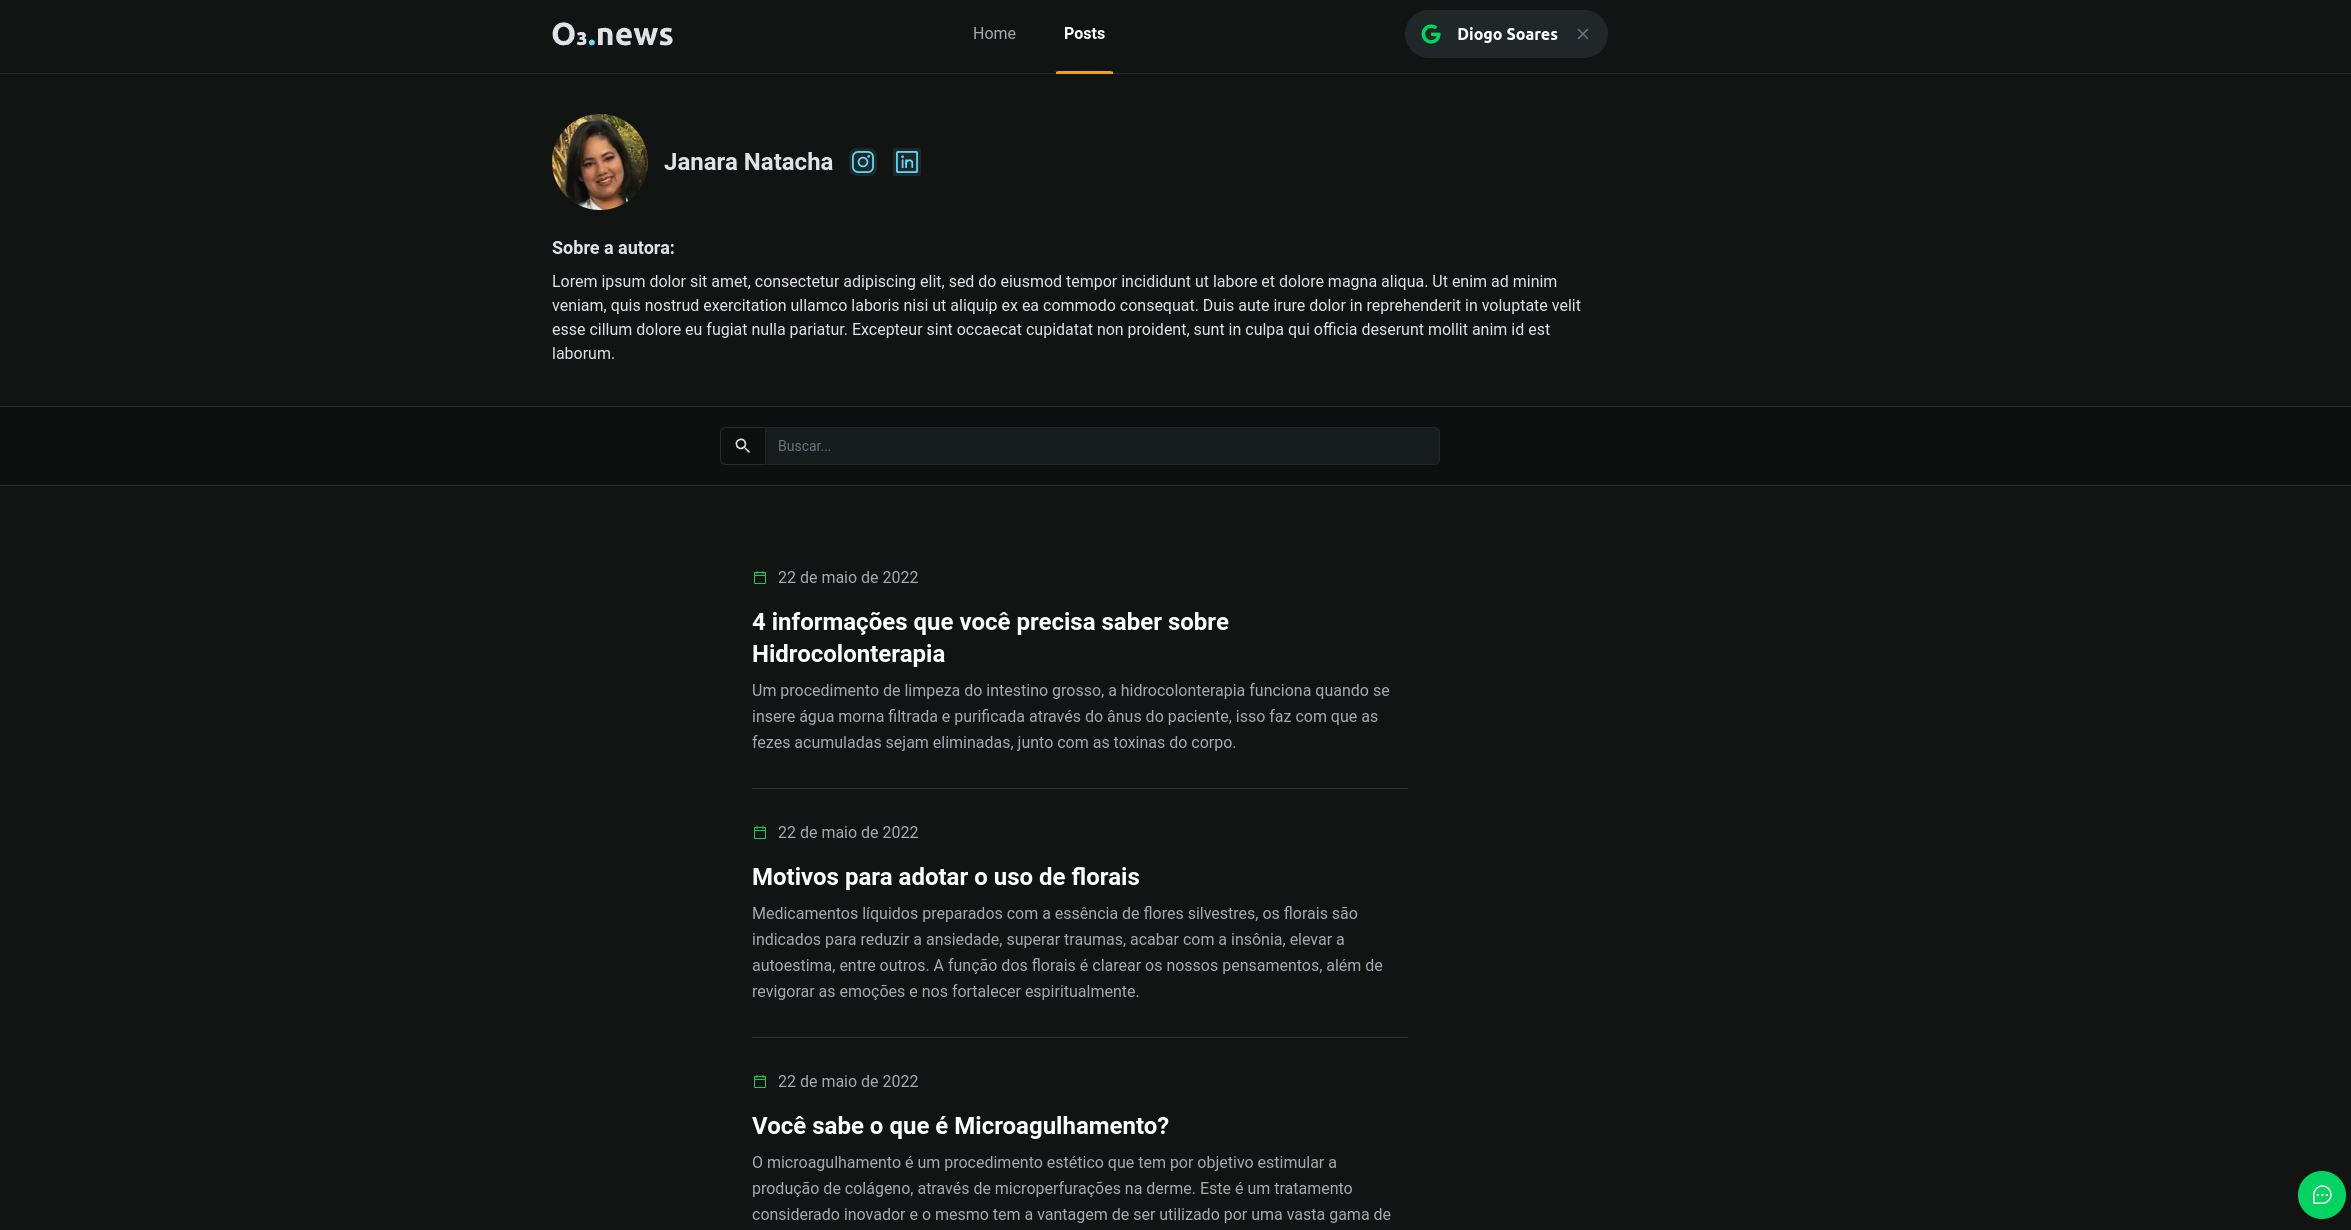 O3.news
Home
Posts
Diogo Soares
Janara Natacha
Sobre a autora:
Lorem ipsum dolor sit amet, consectetur adipiscing elit, sed do eiusmod tempor incididunt ut labore et dolore magna aliqua. Ut enim ad minim
veniam, quis nostrud exercitation ullamco laboris nisi ut aliquip ex ea commodo consequat. Duis aute irure dolor in reprehenderit in voluptate velit
esse cillum dolore eu fugiat nulla pariatur. Excepteur sint occaecat cupidatat non proident, sunt in culpa qui officia deserunt mollit anim id est
laborum.
Buscar...
22 de maio de 2022
4 informações que você precisa saber sobre
Hidrocolonterapia
Um procedimento de limpeza do intestino grosso, a hidrocolonterapia funciona quando se
insere água morna filtrada e purificada através do ânus do paciente, isso faz com que as
fezes acumuladas sejam eliminadas, junto com as toxinas do corpo.
22 de maio de 2022
Motivos para adotar o uso de florais
Medicamentos líquidos preparados com a essência de flores silvestres, os florais são
indicados para reduzir a ansiedade, superar traumas, acabar com a insônia, elevar a
autoestima, entre outros. A função dos florais é clarear os nossos pensamentos, além de
revigorar as emoções e nos fortalecer espiritualmente.
22 de maio de 2022
Você sabe o que é Microagulhamento?
O microagulhamento é um procedimento estético que tem por objetivo estimular a
produção de colágeno, através de microperfurações na derme. Este é um tratamento
considerado inovador e o mesmo tem a vantagem de ser utilizado por uma vasta gama de